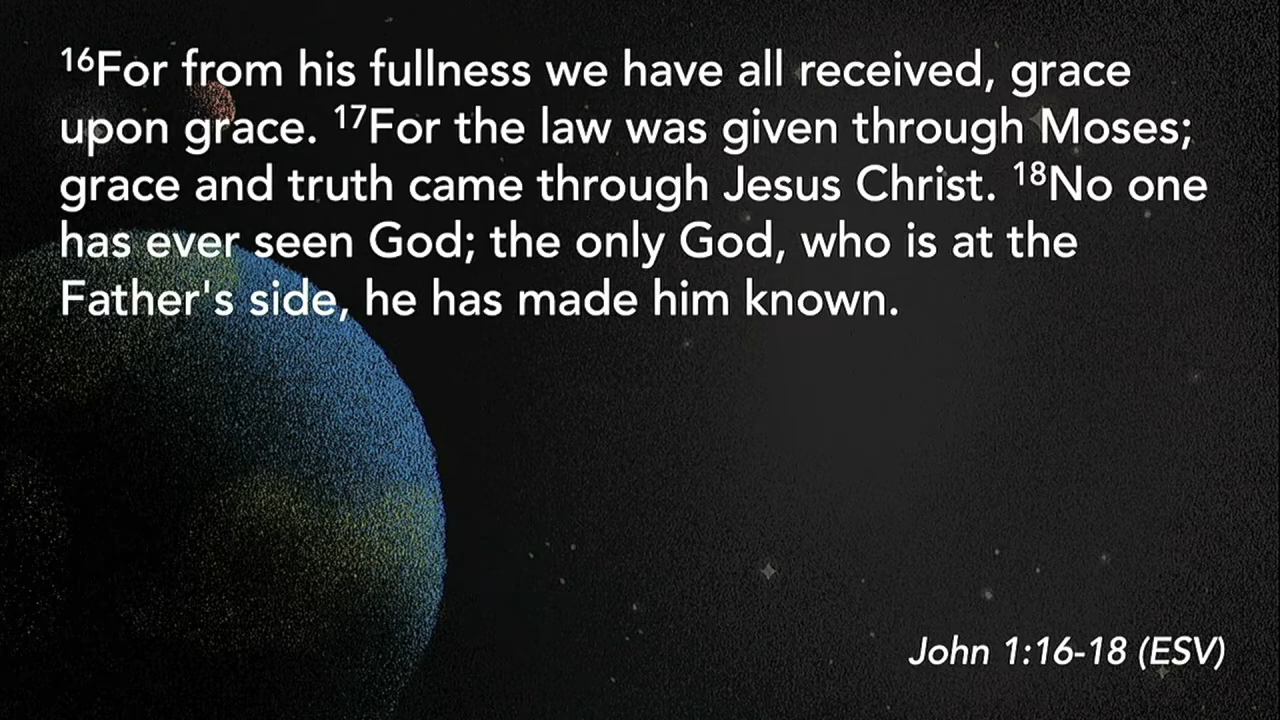 ¹⁶For from his fullness we have all received, grace
upon grace. ¹⁷For the law was given through Moses;
grace and truth came through Jesus Christ. ¹⁸No one
has ever seen God; the only God, who is at the
Father's side, he has made him known.
John 1:16-18 (ESV)